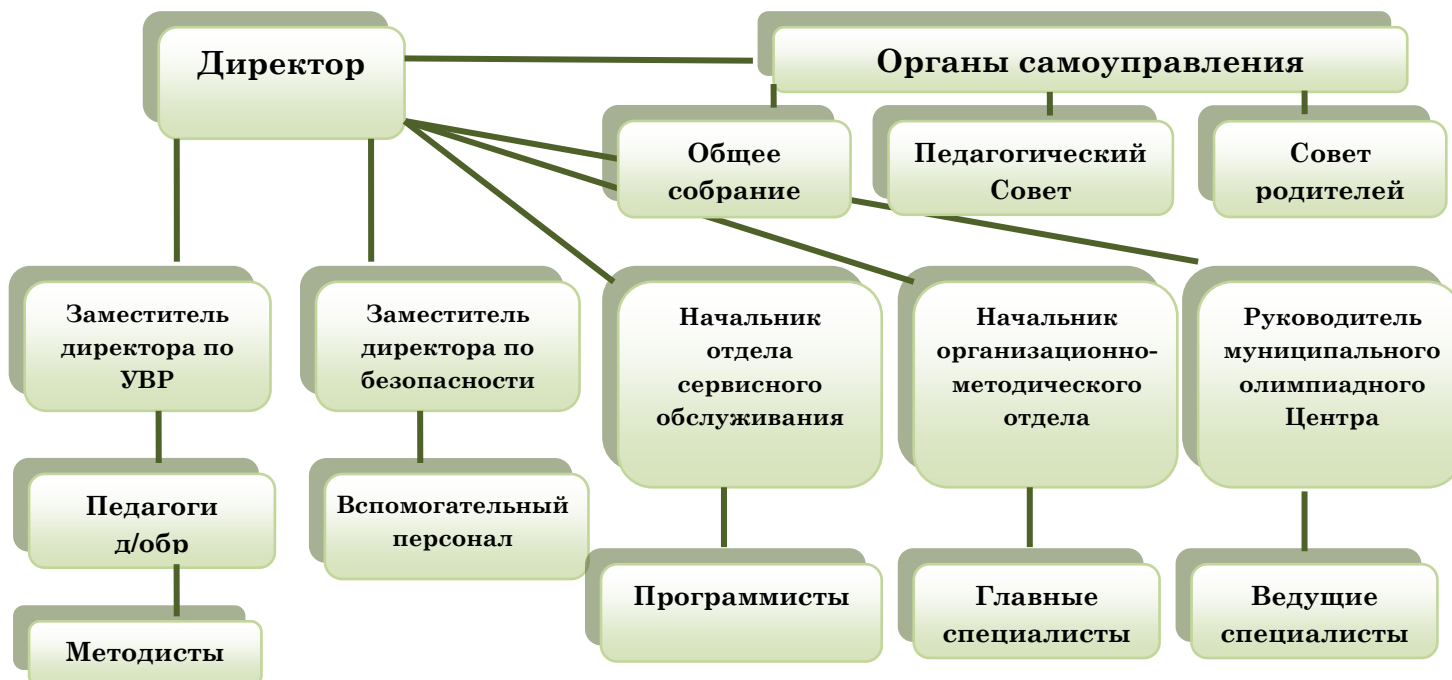 Директор
Органы самоуправления
Общее
собрание
Педагогический
Совет
Совет
родителей
Заместитель
директора по
УВР
Заместитель
директора по
безопасности
Начальник
отдела
сервисного
обслуживания
Начальник
организационно-
методического
отдела
Руководитель
муниципального
олимпиадного
Центра
Педагоги
д/обр
Вспомогательный
персонал
Программисты
Главные
специалисты
Ведущие
специалисты
Методисты